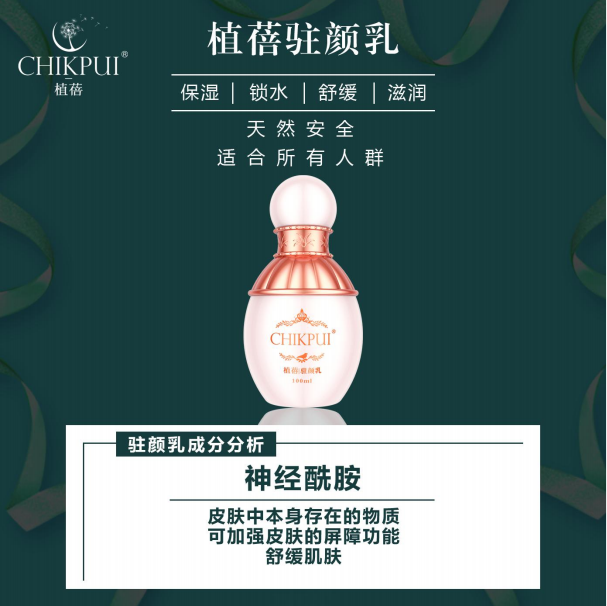 植蓓驻颜乳
CHIKPUI®
植蓓
保湿 | 锁水 | 舒缓 | 滋润
天然安全
适合所有人群
CHIKPUI®
植蓓驻颜乳
100ml
驻颜乳成分分析
神经酰胺
皮肤中本身存在的物质
可加强皮肤的屏障功能
舒缓肌肤